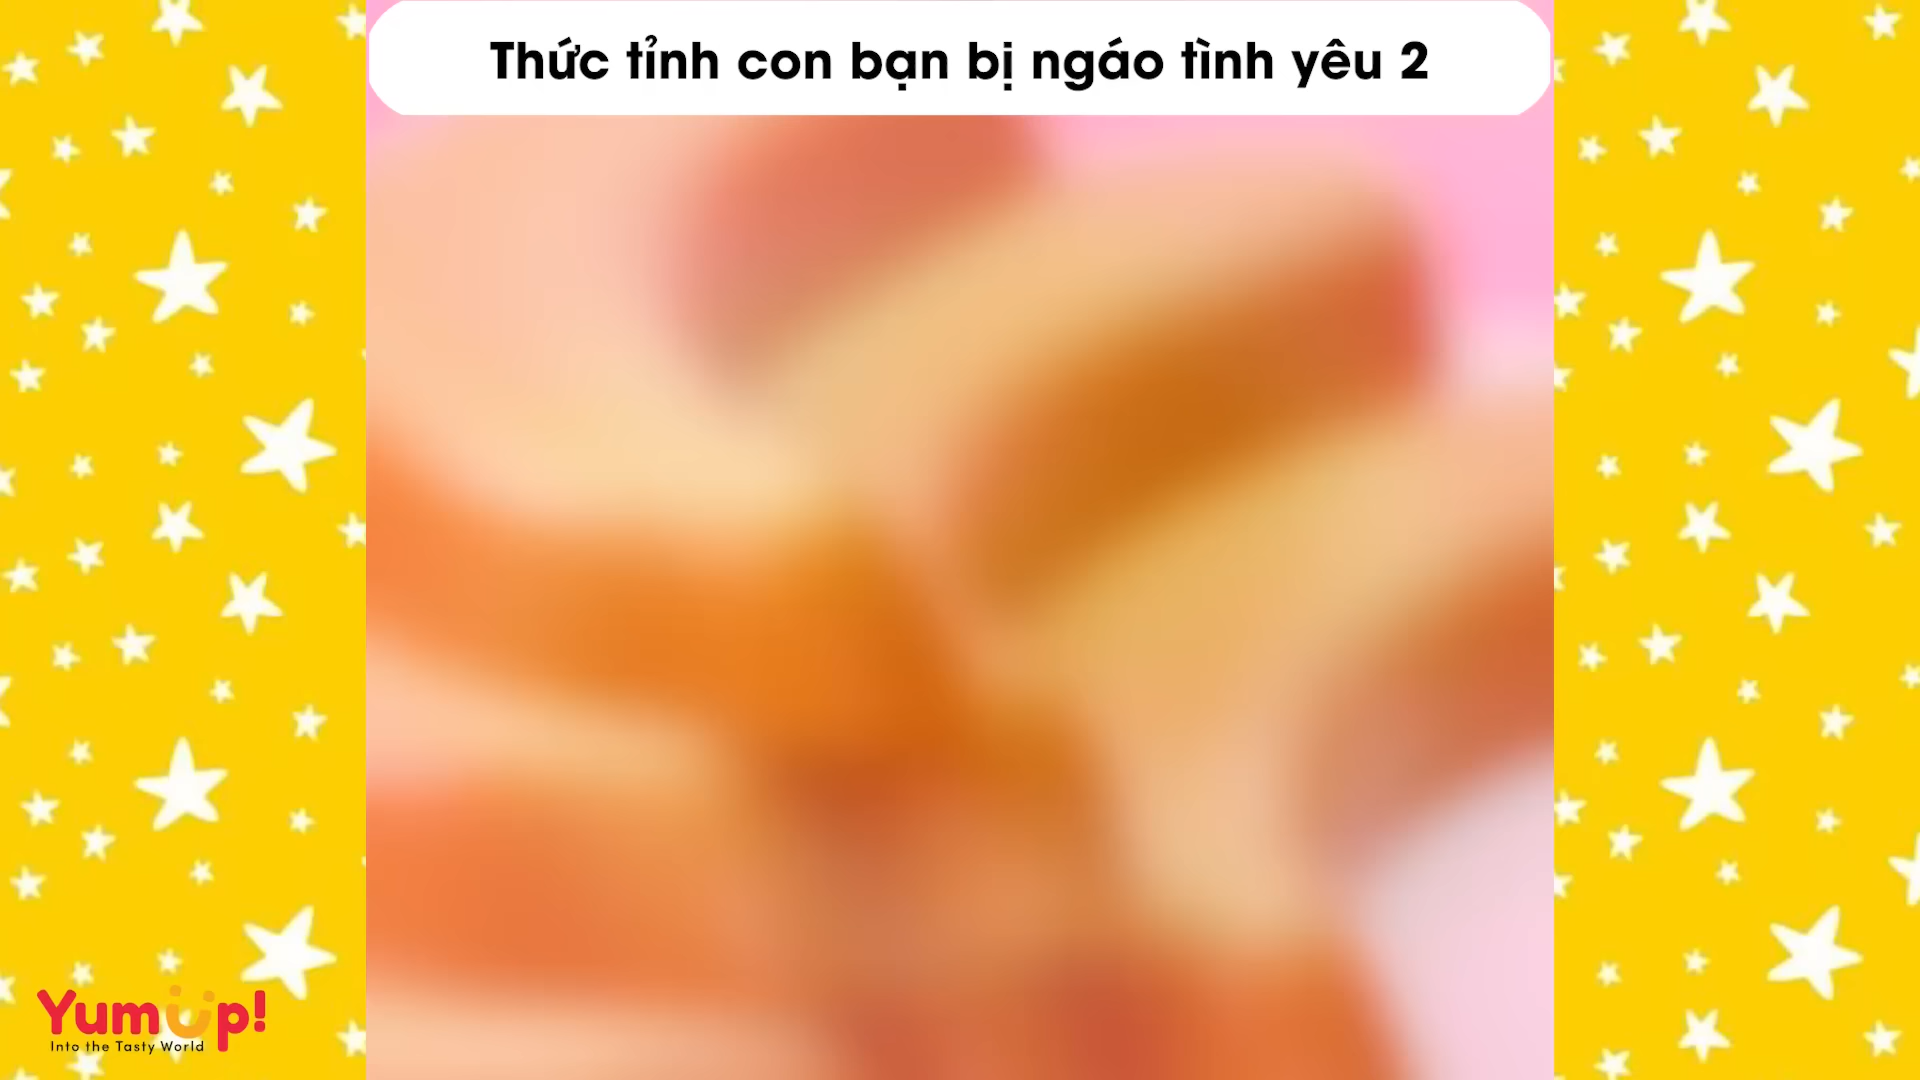 Thức tỉnh con bạn bị ngáo tình yêu 2
YumUp!
Into the Tasty World